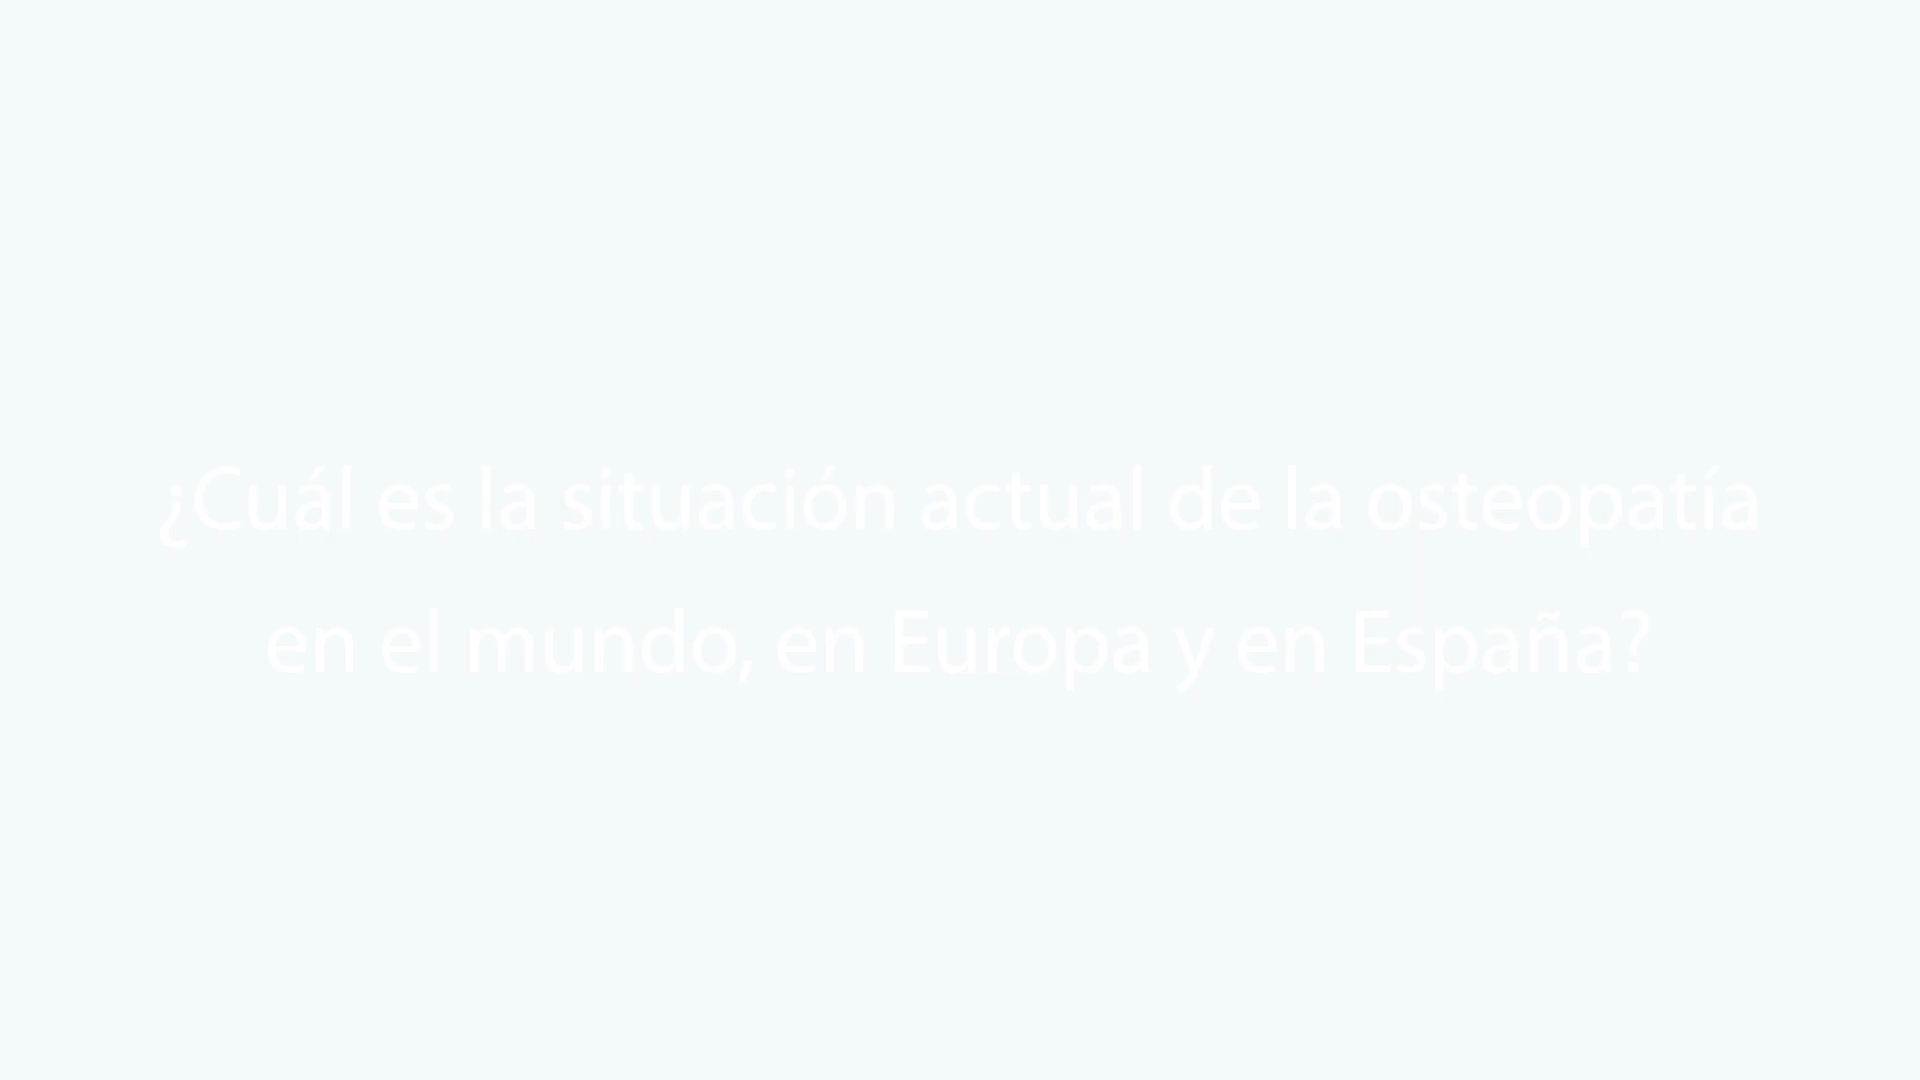 ¿Cuál es la situación actual de la osteopatía
en el mundo, en Europa y en España?